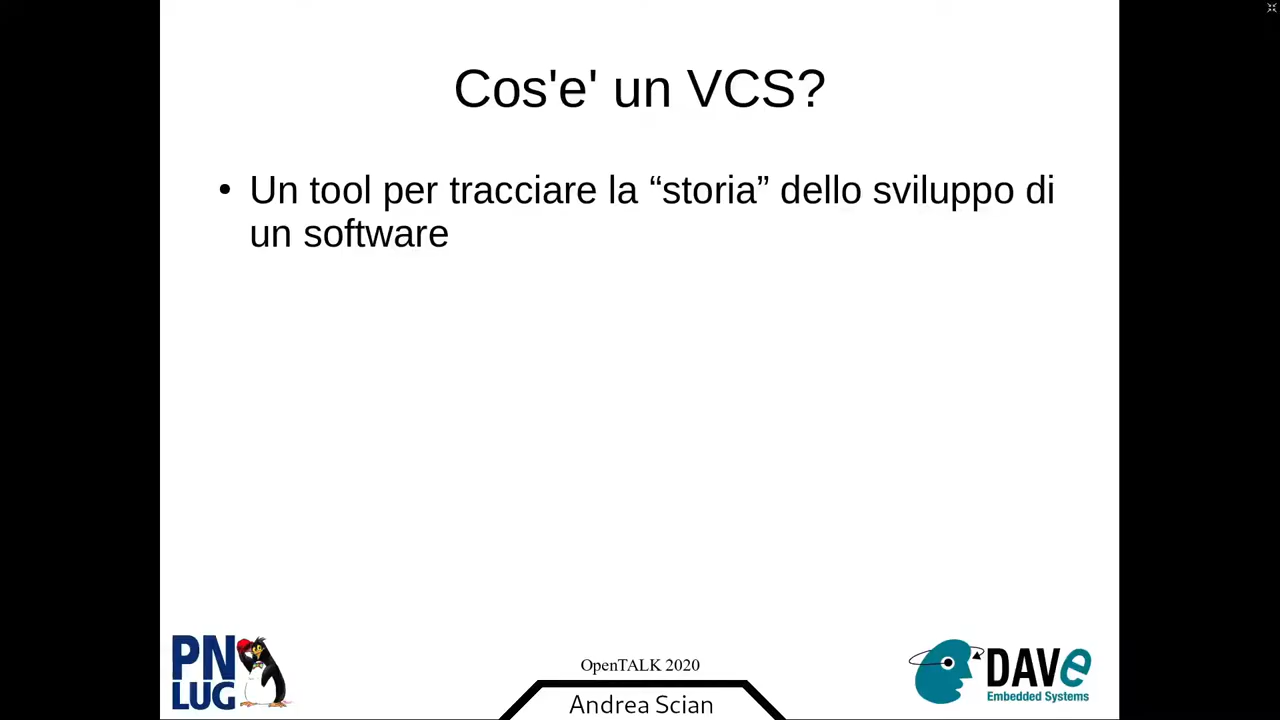 Cos'e' un VCS?
• Un tool per tracciare la “storia” dello sviluppo di
un software
PN
LUG
OpenTALK 2020
Andrea Scian
DAVe
Embedded Systems